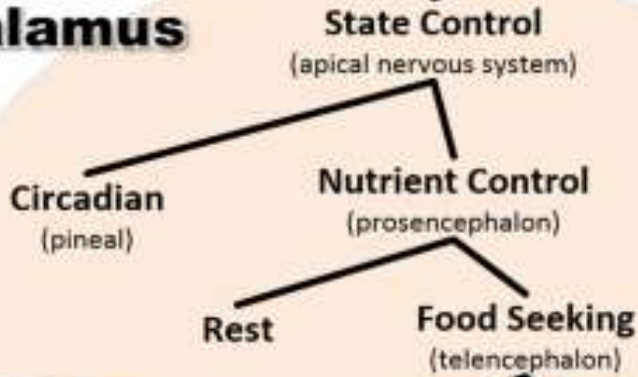 alamus
State Control
(apical nervous system)
Circadian
(pineal)
Nutrient Control
(prosencephalon)
Rest
Food Seeking
(telencephalon)